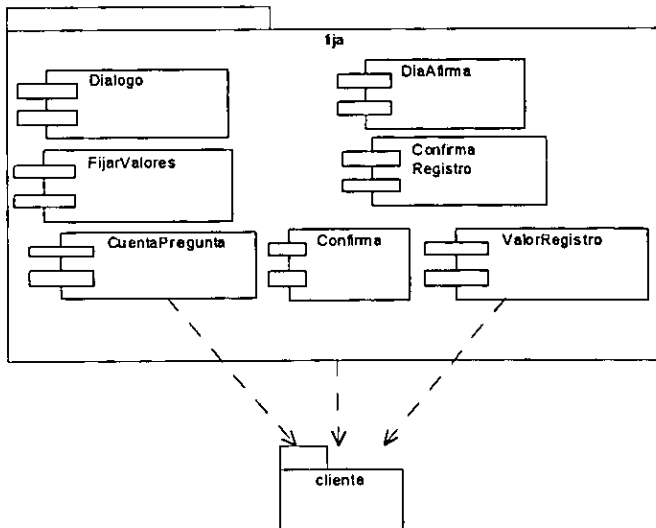 fija
Dialogo
DiaAfirma
FijarValores
Confirma
Registro
CuentaPregunta
Confirma
ValorRegistro
cliente